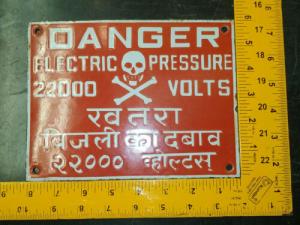 DANGER
ELECTRIC PRESSURE
22000 VOLTS
खतरा
बिजली का दबाव
२२००० व्होल्टस्